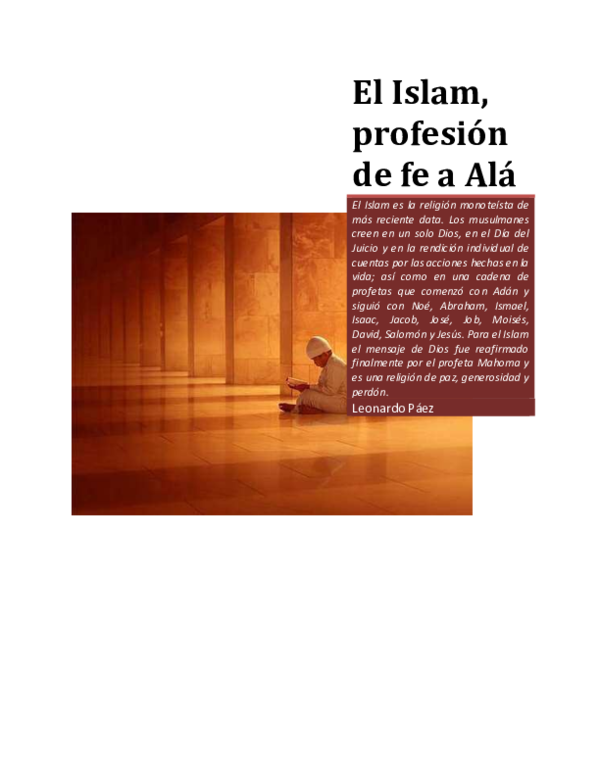 El Islam,
profesión
de fe a Alá
El Islam es la religión monoteísta de
más reciente data. Los musulmanes
creen en un solo Dios, en el Día del
Juicio y en la rendición individual de
cuentas por las acciones hechas en la
vida; así como en una cadena de
profetas que comenzó con Adán y
siguió con Noé, Abraham, Ismael,
Isaac, Jacob, José, Job, Moisés,
David, Salomón y Jesús. Para el Islam
el mensaje de Dios fue reafirmado
finalmente por el profeta Mahoma y
es una religión de paz, generosidad y
perdón.
Leonardo Páez